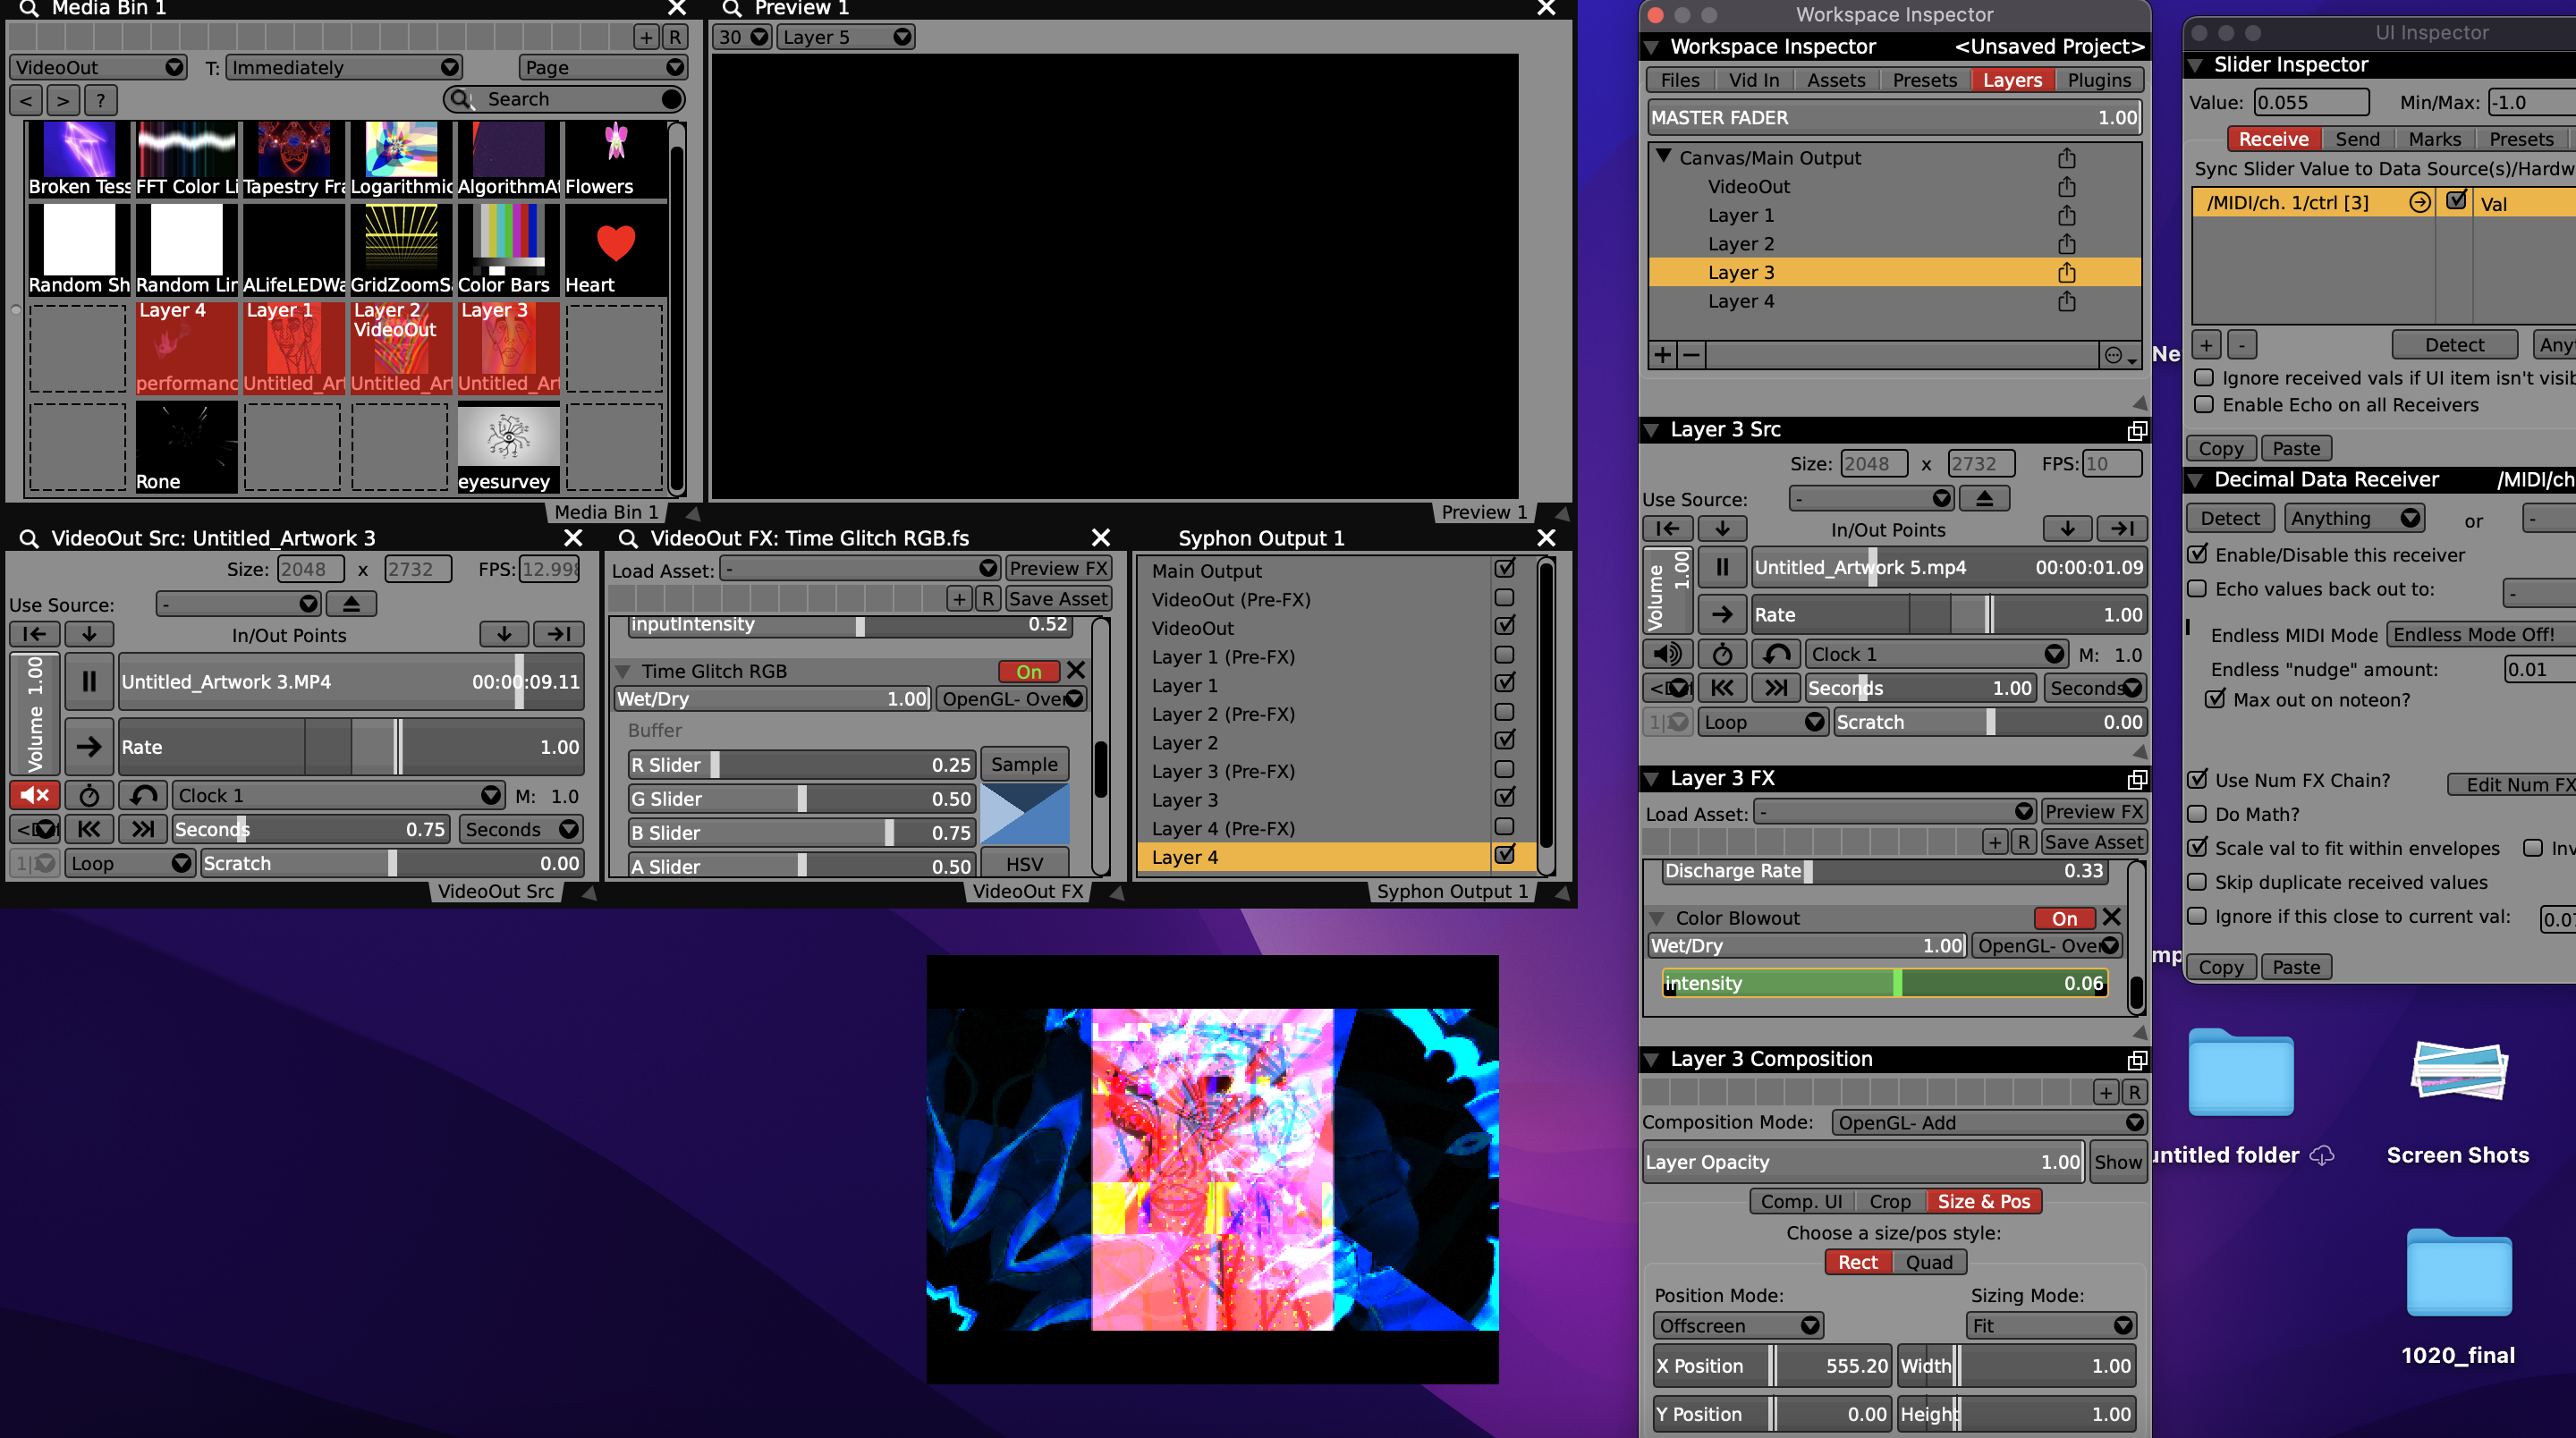 Media Bin 1
+ R
VideoOut T: Immediately Page
< > ? Search
Broken Tess FFT Color Li Tapestry Fra Logarithmic AlgorithmAt Flowers
Random Sh Random Lin ALifeLEDWa GridZoomS Color Bars Heart
Layer 4 Layer 1 Layer 2 Layer 3
VideoOut
performanc Untitled_Art Untitled_Art Untitled_Art
Rone eyesurvey
Media Bin 1
Preview 1
30 Layer 5
Preview 1
VideoOut Src: Untitled_Artwork 3
Size: 2048 x 2732 FPS: 12.998
Use Source: -
In/Out Points
Volume 1.00
Untitled_Artwork 3.MP4 00:00:09.11
Rate 1.00
Clock 1 M: 1.0
Seconds 0.75 Seconds
Loop Scratch 0.00
VideoOut Src
VideoOut FX: Time Glitch RGB.fs
Load Asset: - Preview FX
+ R Save Asset
inputIntensity 0.52
Time Glitch RGB On
Wet/Dry 1.00 OpenGL- Over
Buffer
R Slider 0.25 Sample
G Slider 0.50
B Slider 0.75
A Slider 0.50 HSV
VideoOut FX
Syphon Output 1
Main Output
VideoOut (Pre-FX)
VideoOut
Layer 1 (Pre-FX)
Layer 1
Layer 2 (Pre-FX)
Layer 2
Layer 3 (Pre-FX)
Layer 3
Layer 4 (Pre-FX)
Layer 4
Syphon Output 1
Workspace Inspector
Workspace Inspector <Unsaved Project>
Files Vid In Assets Presets Layers Plugins
MASTER FADER 1.00
Canvas/Main Output
VideoOut
Layer 1
Layer 2
Layer 3
Layer 4
+ −
Layer 3 Src
Size: 2048 x 2732 FPS: 10
Use Source: -
In/Out Points
Volume 1.00
Untitled_Artwork 5.mp4 00:00:01.09
Rate 1.00
Clock 1 M: 1.0
Seconds 1.00 Seconds
Loop Scratch 0.00
Layer 3 FX
Load Asset: - Preview FX
+ R Save Asset
Discharge Rate 0.33
Color Blowout On
Wet/Dry 1.00 OpenGL- Over
intensity 0.06
Layer 3 Composition
+ R
Composition Mode: OpenGL- Add
Layer Opacity 1.00 Show
Comp. UI Crop Size & Pos
Choose a size/pos style:
Rect Quad
Position Mode: Sizing Mode:
Offscreen Fit
X Position 555.20 Width 1.00
Y Position 0.00 Height 1.00
UI Inspector
Slider Inspector
Value: 0.055 Min/Max: -1.0
Receive Send Marks Presets
Sync Slider Value to Data Source(s)/Hardw
/MIDI/ch. 1/ctrl [3] Val
+ - Detect Any
Ignore received vals if UI item isn't visib
Enable Echo on all Receivers
Copy Paste
Decimal Data Receiver /MIDI/ch
Detect Anything or -
Enable/Disable this receiver
Echo values back out to: -
Endless MIDI Mode Endless Mode Off!
Endless "nudge" amount: 0.01
Max out on noteon?
Use Num FX Chain? Edit Num FX
Do Math?
Scale val to fit within envelopes Inv
Skip duplicate received values
Ignore if this close to current val: 0.07
Copy Paste
Ne
mp
untitled folder
Screen Shots
1020_final